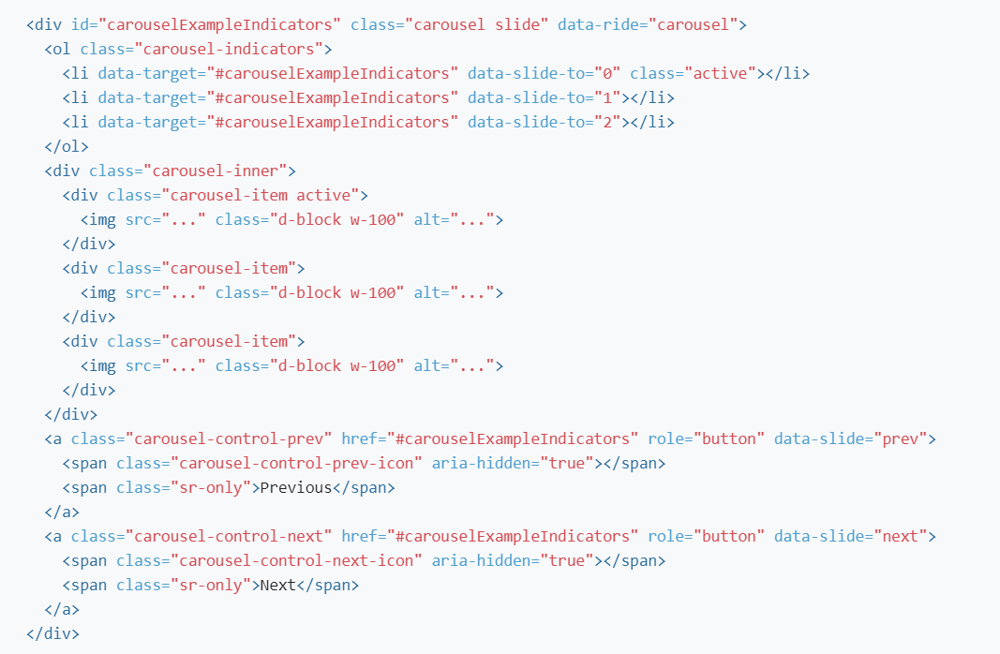 <div id="carouselExampleIndicators" class="carousel slide" data-ride="carousel">
  <ol class="carousel-indicators">
    <li data-target="#carouselExampleIndicators" data-slide-to="0" class="active"></li>
    <li data-target="#carouselExampleIndicators" data-slide-to="1"></li>
    <li data-target="#carouselExampleIndicators" data-slide-to="2"></li>
  </ol>
  <div class="carousel-inner">
    <div class="carousel-item active">
      <img src="..." class="d-block w-100" alt="...">
    </div>
    <div class="carousel-item">
      <img src="..." class="d-block w-100" alt="...">
    </div>
    <div class="carousel-item">
      <img src="..." class="d-block w-100" alt="...">
    </div>
  </div>
  <a class="carousel-control-prev" href="#carouselExampleIndicators" role="button" data-slide="prev">
    <span class="carousel-control-prev-icon" aria-hidden="true"></span>
    <span class="sr-only">Previous</span>
  </a>
  <a class="carousel-control-next" href="#carouselExampleIndicators" role="button" data-slide="next">
    <span class="carousel-control-next-icon" aria-hidden="true"></span>
    <span class="sr-only">Next</span>
  </a>
</div>